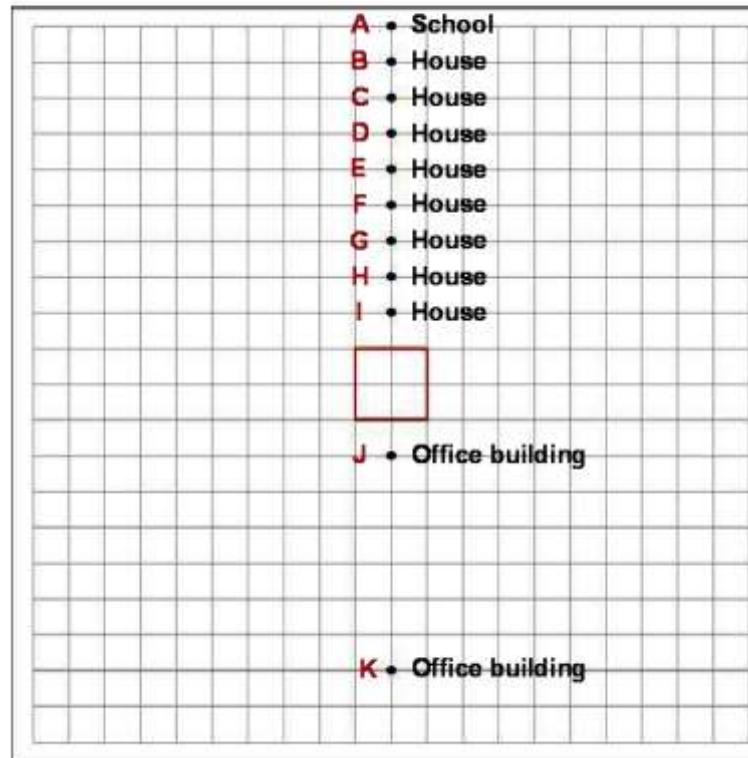 A School
B House
C House
D House
E House
F House
G House
H House
I House
J Office building
K Office building